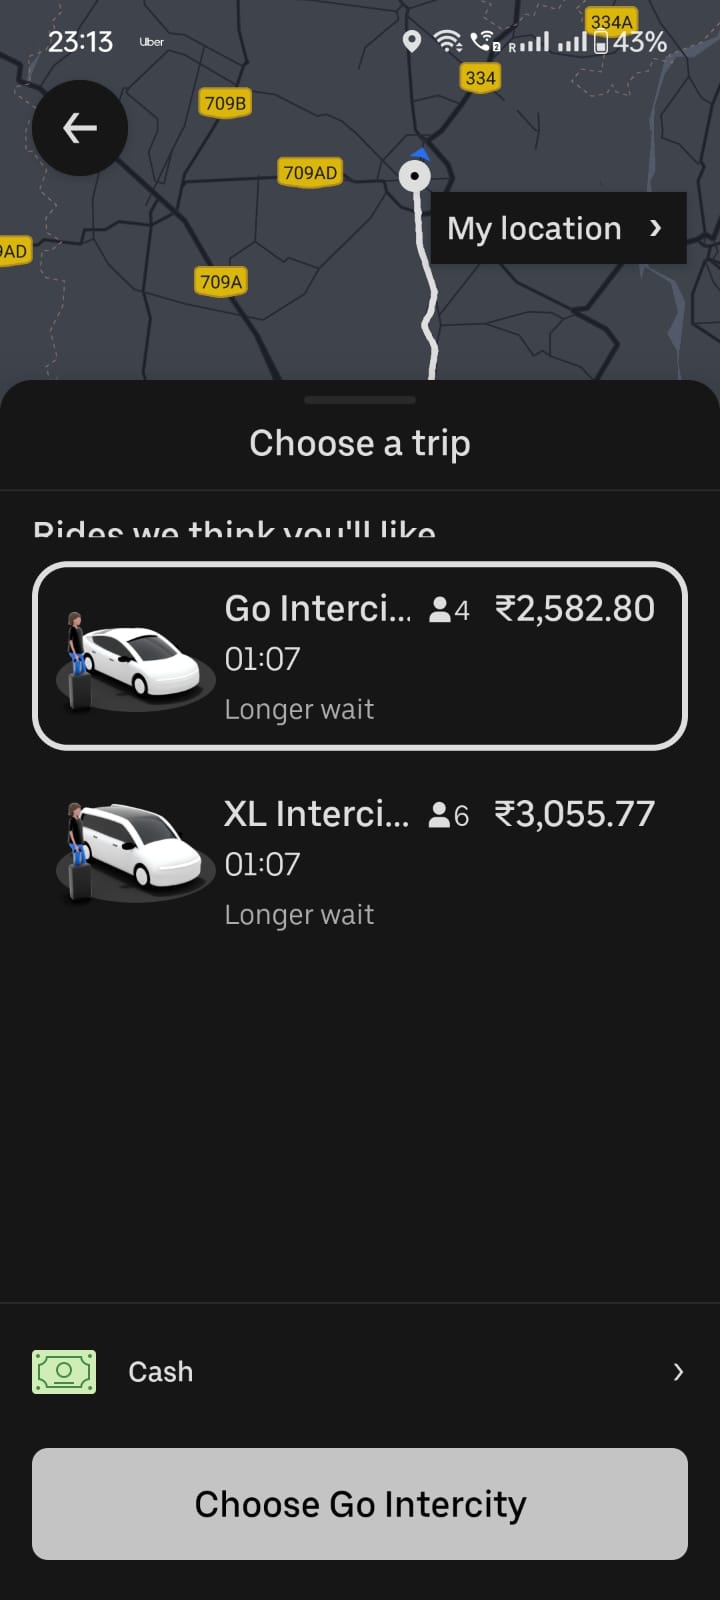 23:13 Uber R 43%
334A
334
709B
709AD
My location
9AD
709A
Choose a trip
Rides we think you'll like
Go Interci... 4 ₹2,582.80
01:07
Longer wait
XL Interci... 6 ₹3,055.77
01:07
Longer wait
Cash
Choose Go Intercity